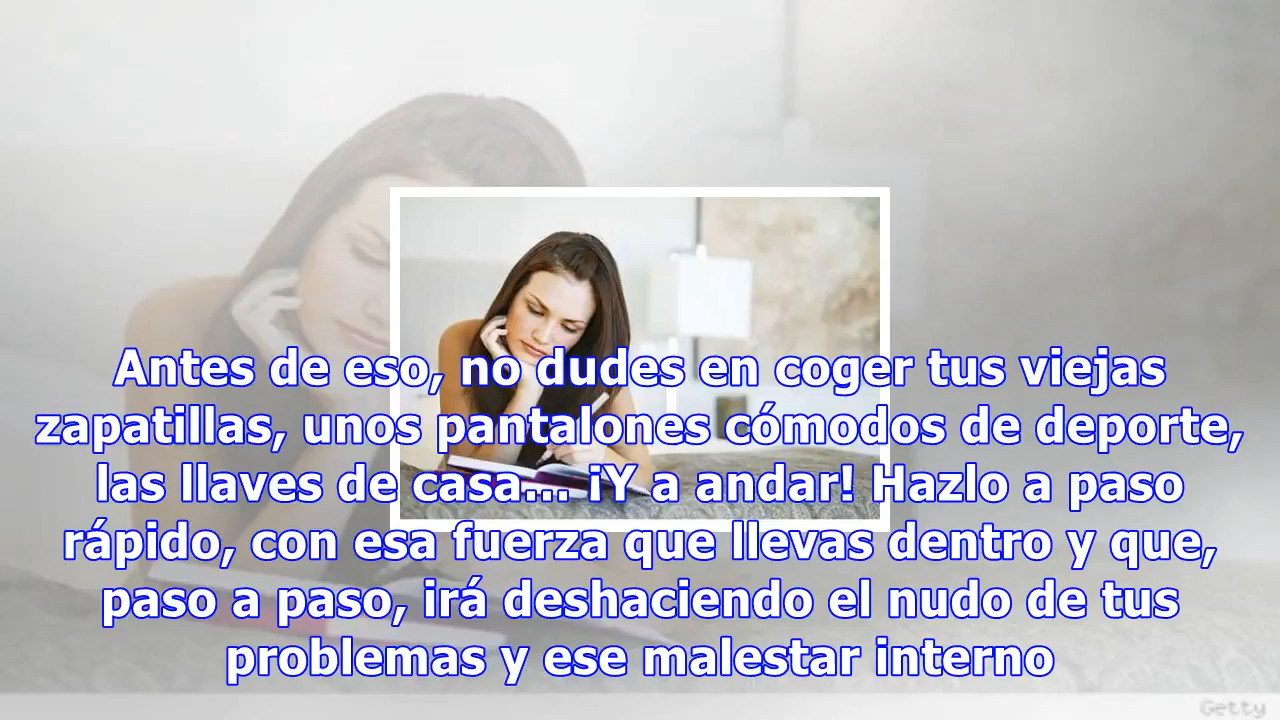 Antes de eso, no dudes en coger tus viejas
zapatillas, unos pantalones cómodos de deporte,
las llaves de casa... ¡Y a andar! Hazlo a paso
rápido, con esa fuerza que llevas dentro y que,
paso a paso, irá deshaciendo el nudo de tus
problemas y ese malestar interno
Getty